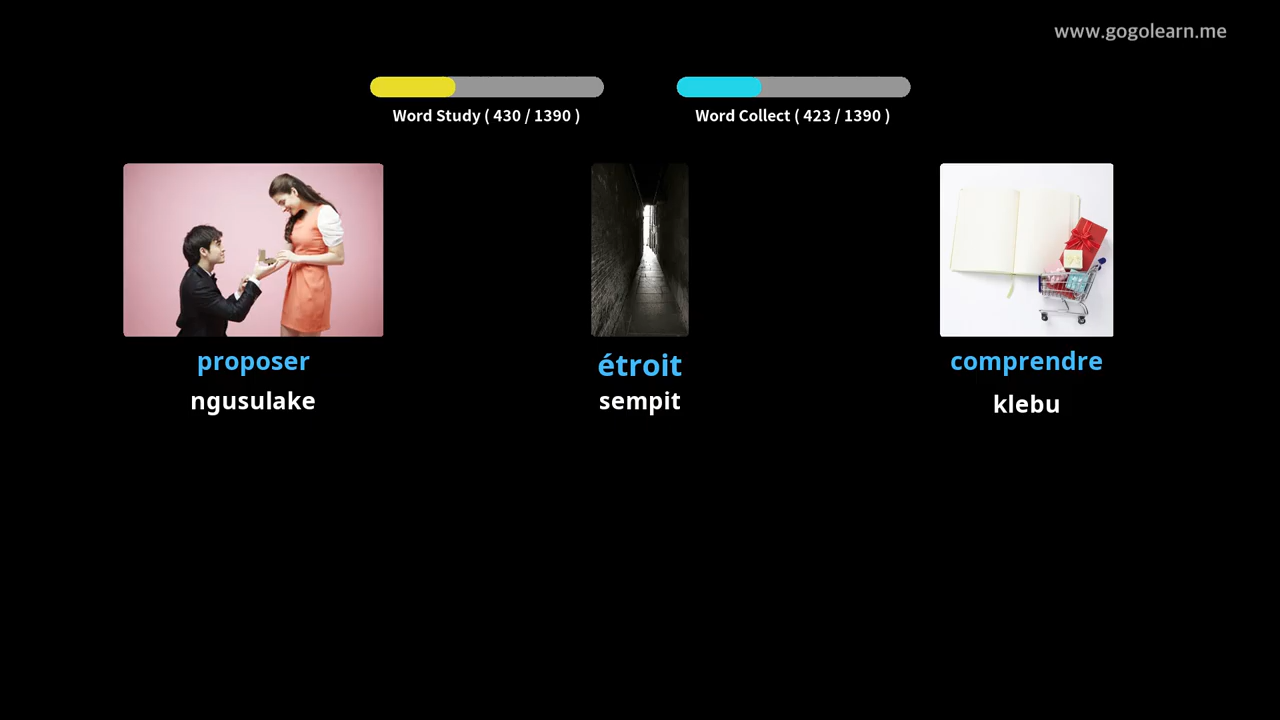 www.gogolearn.me
Word Study ( 430 / 1390 )
Word Collect ( 423 / 1390 )
proposer
ngusulake
étroit
sempit
comprendre
klebu